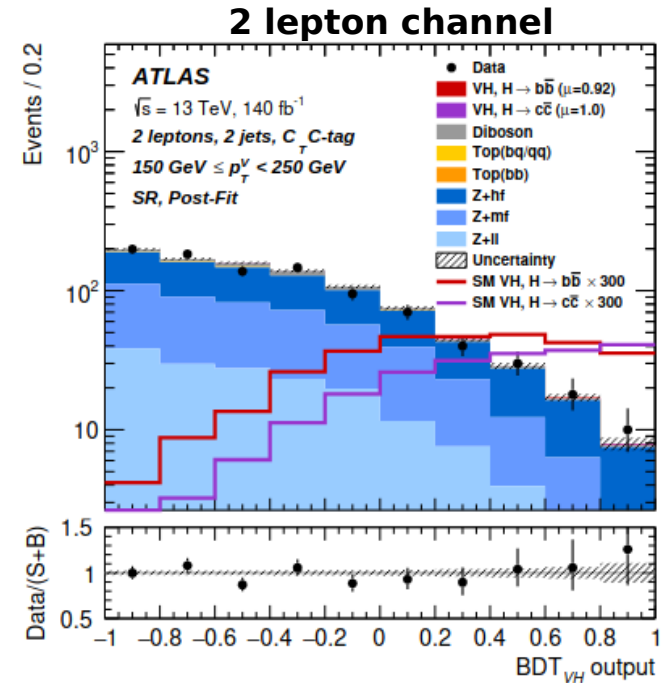 2 lepton channel
Events / 0.2
ATLAS
√s = 13 TeV, 140 fb⁻¹
2 leptons, 2 jets, C_T C-tag
150 GeV ≤ p_T^V < 250 GeV
SR, Post-Fit
Data
VH, H → bb̅ (μ=0.92)
VH, H → cc̅ (μ=1.0)
Diboson
Top(bq/qq)
Top(bb)
Z+hf
Z+mf
Z+ll
Uncertainty
SM VH, H → bb̅ × 300
SM VH, H → cc̅ × 300
10³
10²
10
Data/(S+B)
1.5
1
0.5
−1 −0.8 −0.6 −0.4 −0.2 0 0.2 0.4 0.6 0.8 1
BDT_VH output